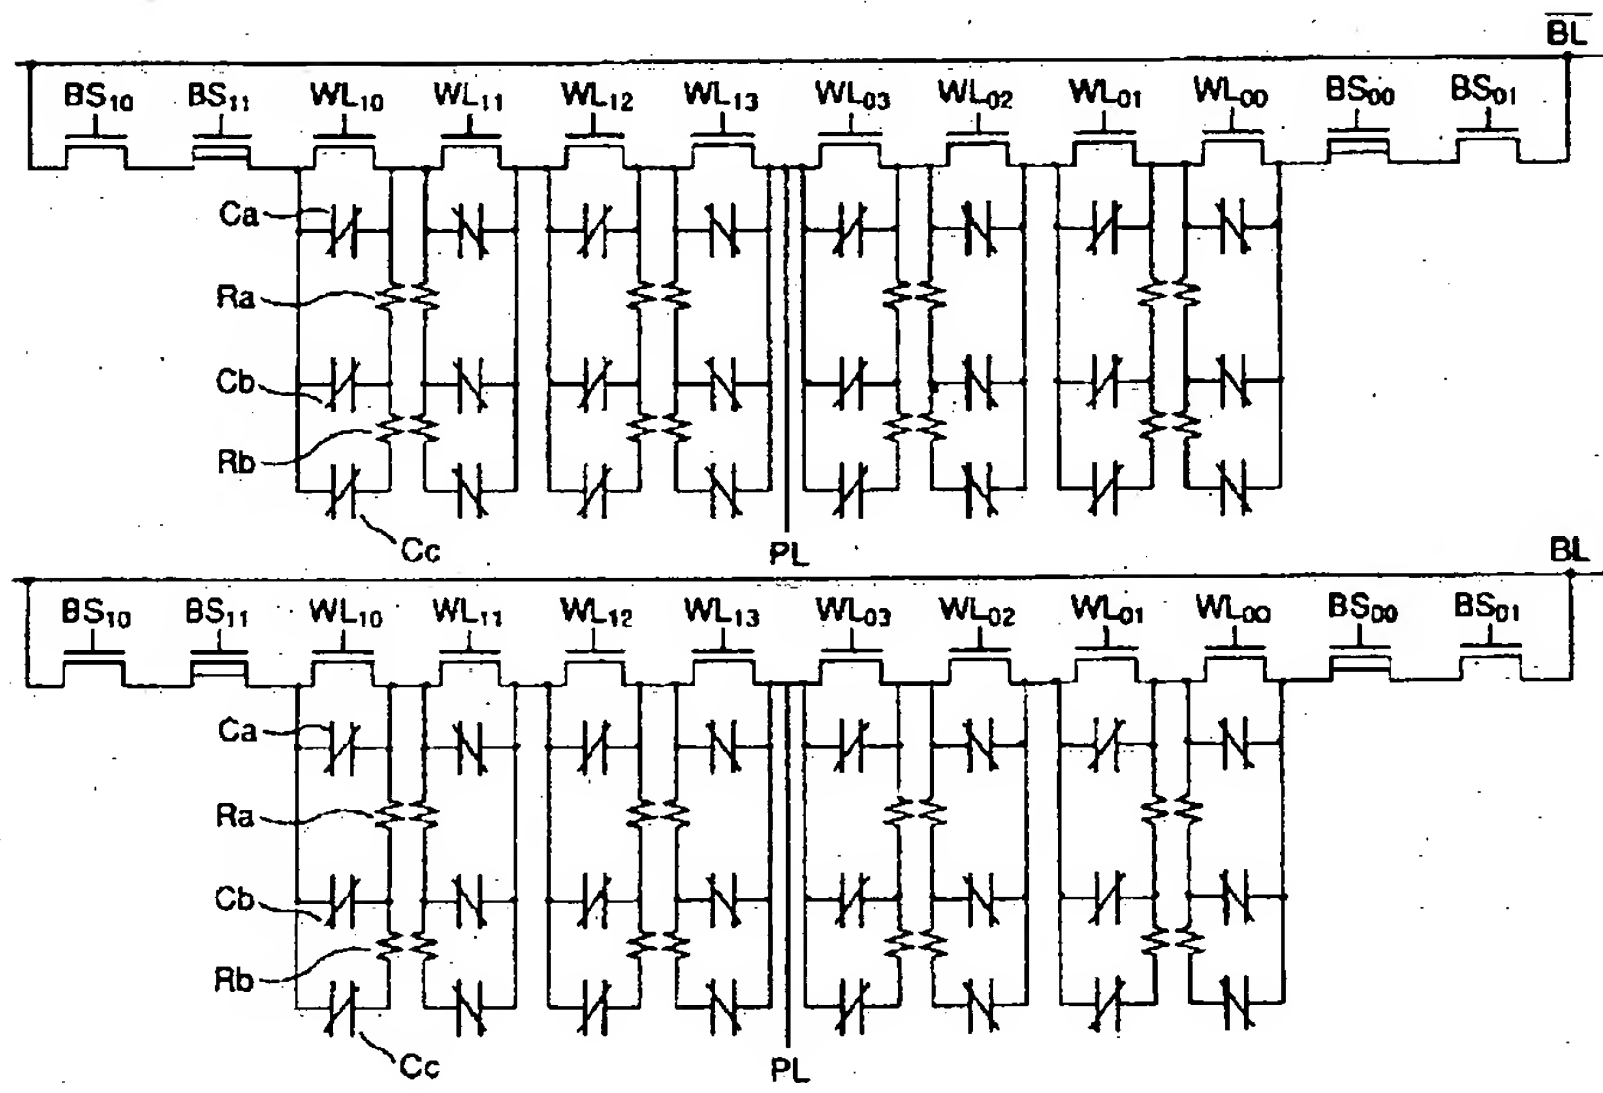 B̅L̅
BS₁₀ BS₁₁ WL₁₀ WL₁₁ WL₁₂ WL₁₃ WL₀₃ WL₀₂ WL₀₁ WL₀₀ BS₀₀ BS₀₁
Ca
Ra
Cb
Rb
Cc
PL
BL
BS₁₀ BS₁₁ WL₁₀ WL₁₁ WL₁₂ WL₁₃ WL₀₃ WL₀₂ WL₀₁ WL₀₀ BS₀₀ BS₀₁
Ca
Ra
Cb
Rb
Cc
PL